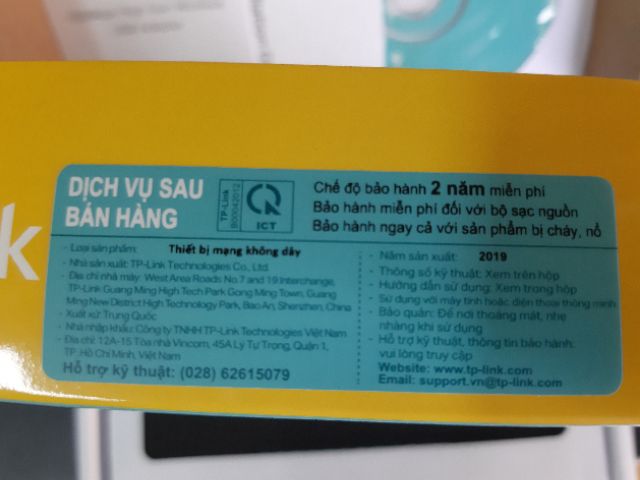 k
DỊCH VỤ SAU
BÁN HÀNG
TP-Link
B00042012
ICT
Chế độ bảo hành 2 năm miễn phí
Bảo hành miễn phí đối với bộ sạc nguồn
Bảo hành ngay cả với sản phẩm bị cháy, nổ
- Loại sản phẩm: Thiết bị mạng không dây
- Nhà sản xuất: TP-Link Technologies Co., Ltd.
- Địa chỉ nhà máy: West Area Roads No.7 and 19 Interchange,
TP-Link Guang Ming High Tech Park Gong Ming Town, Guang
Ming New District High Technology Park, Bao An, Shenzhen, China
- Xuất xứ: Trung Quốc
- Nhà nhập khẩu: Công ty TNHH TP-Link Technologies Việt Nam
- Địa chỉ: 12A-15 Tòa nhà Vincom, 45A Lý Tự Trọng, Quận 1,
TP. Hồ Chí Minh, Việt Nam
Hỗ trợ kỹ thuật: (028) 62615079
- Năm sản xuất: 2019
- Thông số kỹ thuật: Xem trên hộp
- Hướng dẫn sử dụng: Xem trong hộp
- Sử dụng với máy tính hoặc điện thoại thông minh
- Bảo quản: Để nơi thoáng mát, nhẹ
nhàng khi sử dụng
- Hỗ trợ kỹ thuật, thông tin bảo hành:
vui lòng truy cập
Website: www.tp-link.com
Email: support.vn@tp-link.com